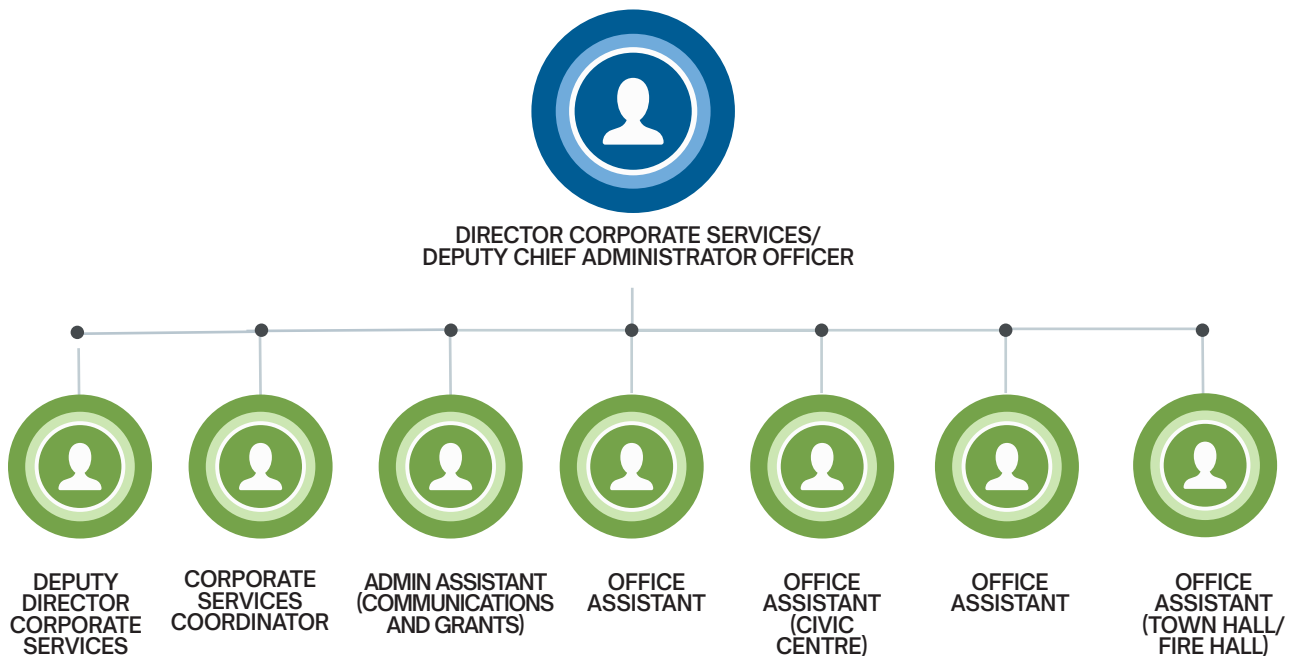 DIRECTOR CORPORATE SERVICES/
DEPUTY CHIEF ADMINISTRATOR OFFICER
DEPUTY
DIRECTOR
CORPORATE
SERVICES
CORPORATE
SERVICES
COORDINATOR
ADMIN ASSISTANT
(COMMUNICATIONS
AND GRANTS)
OFFICE
ASSISTANT
OFFICE
ASSISTANT
(CIVIC
CENTRE)
OFFICE
ASSISTANT
OFFICE
ASSISTANT
(TOWN HALL/
FIRE HALL)